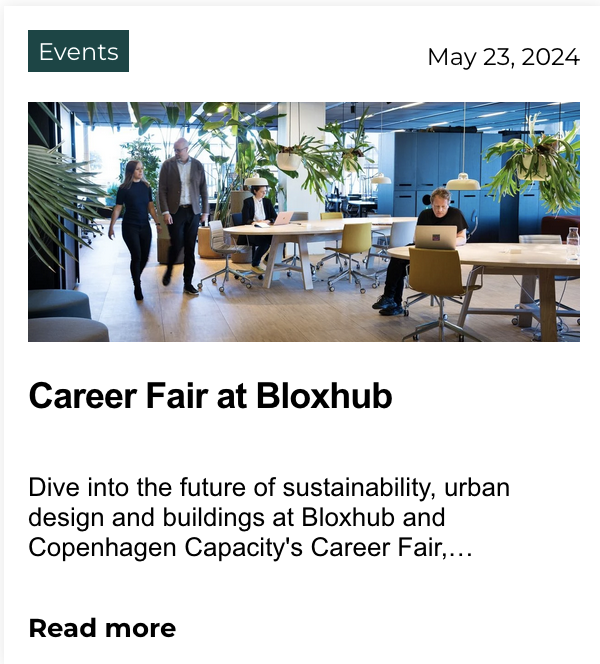 Events
May 23, 2024
Career Fair at Bloxhub
Dive into the future of sustainability, urban
design and buildings at Bloxhub and
Copenhagen Capacity's Career Fair,…
Read more